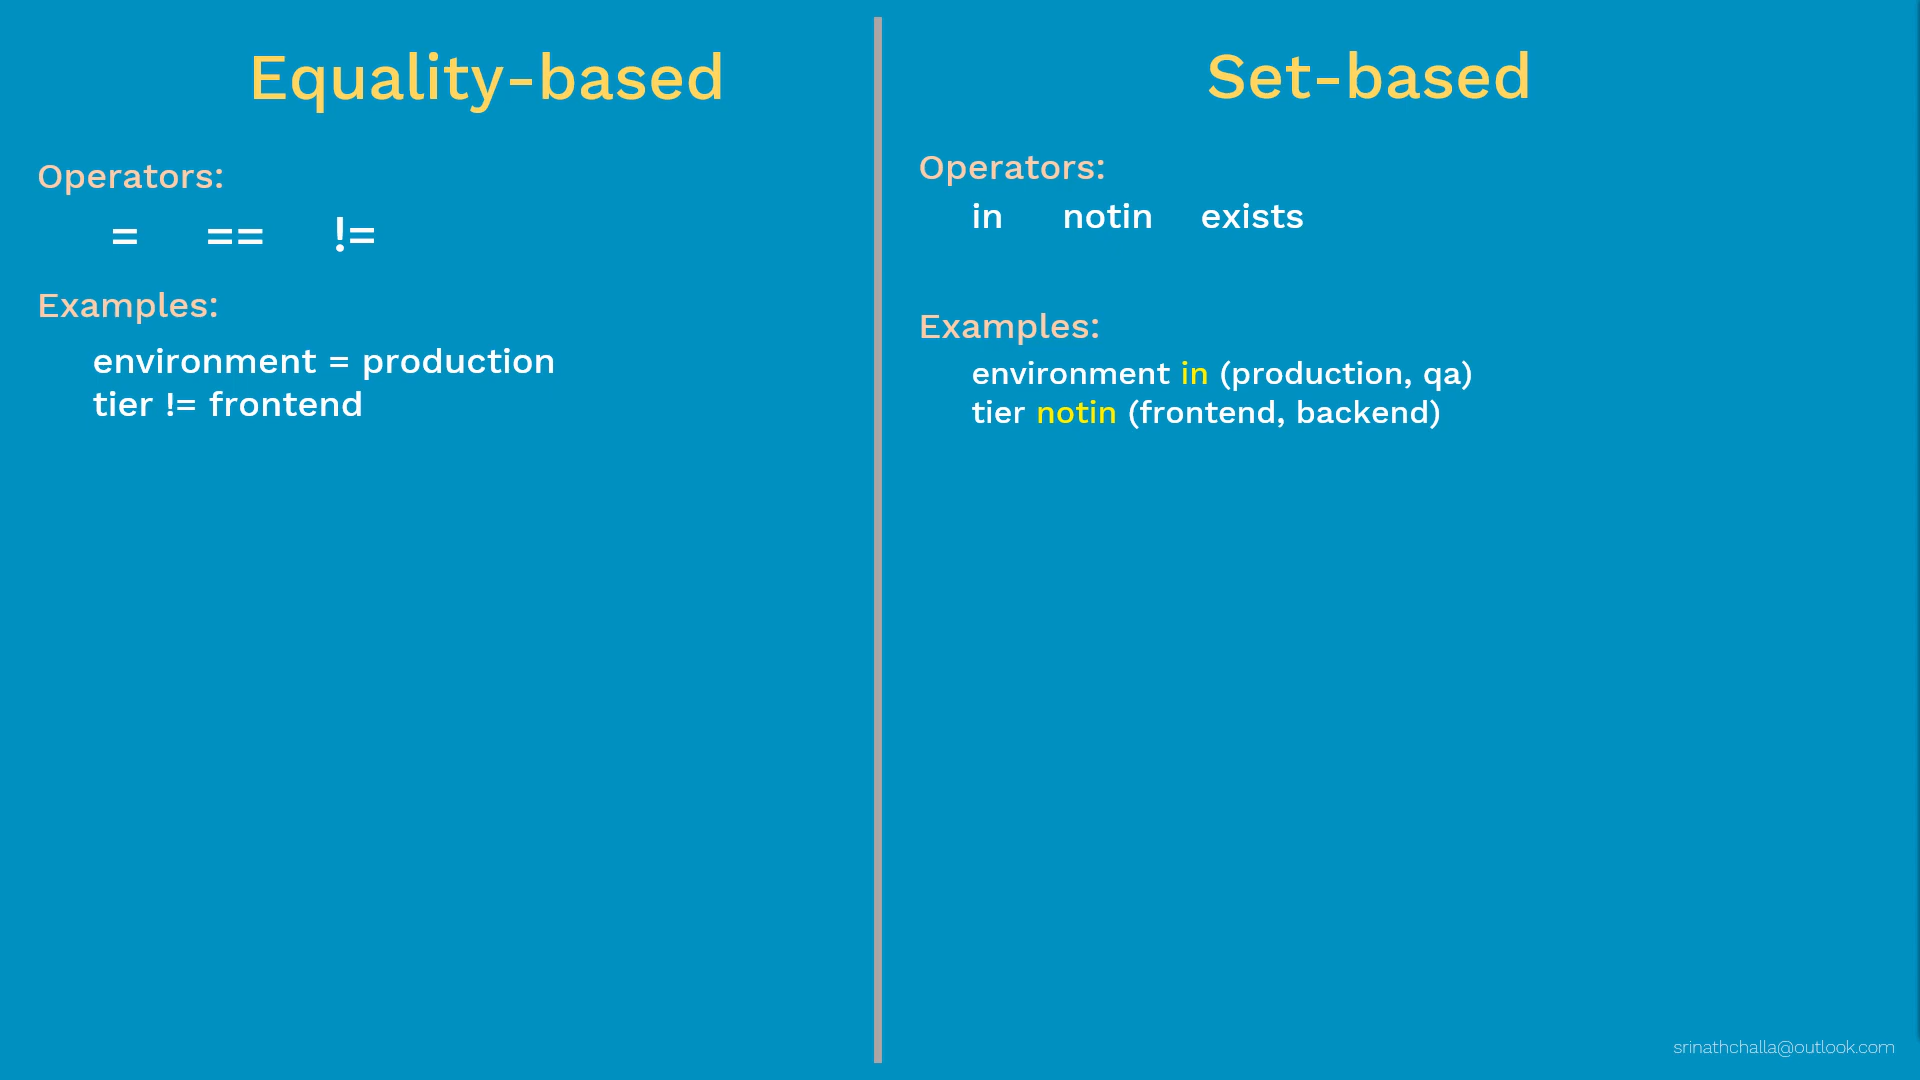 Equality-based
Operators:
= == !=
Examples:
environment = production
tier != frontend
Set-based
Operators:
in notin exists
Examples:
environment in (production, qa)
tier notin (frontend, backend)
srinathchalla@outlook.com